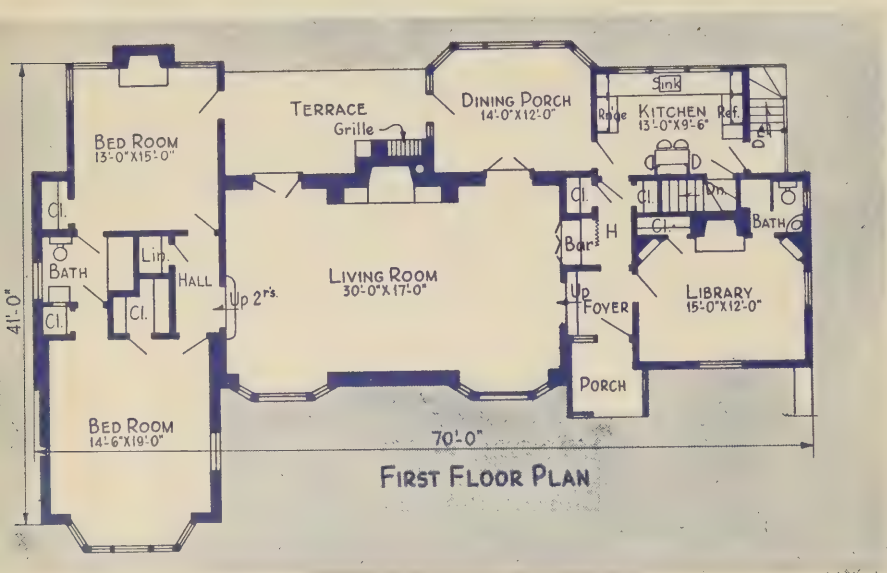 TERRACE
Grille
DINING PORCH
14'-0"X12'-0"
Sink
Rnge
KITCHEN
13'-0"X9'-6"
Ref.
Dn.
BED ROOM
13'-0"X15'-0"
Cl.
BATH
Lin.
HALL
Cl.
Cl.
Up 2r's.
LIVING ROOM
30'-0"X17'-0"
Cl.
Cl.
Dn.
Cl.
BATH
H
Bar
Up
FOYER
LIBRARY
15'-0"X12'-0"
PORCH
BED ROOM
14'-6"X19'-0"
41'-0"
70'-0"
FIRST FLOOR PLAN